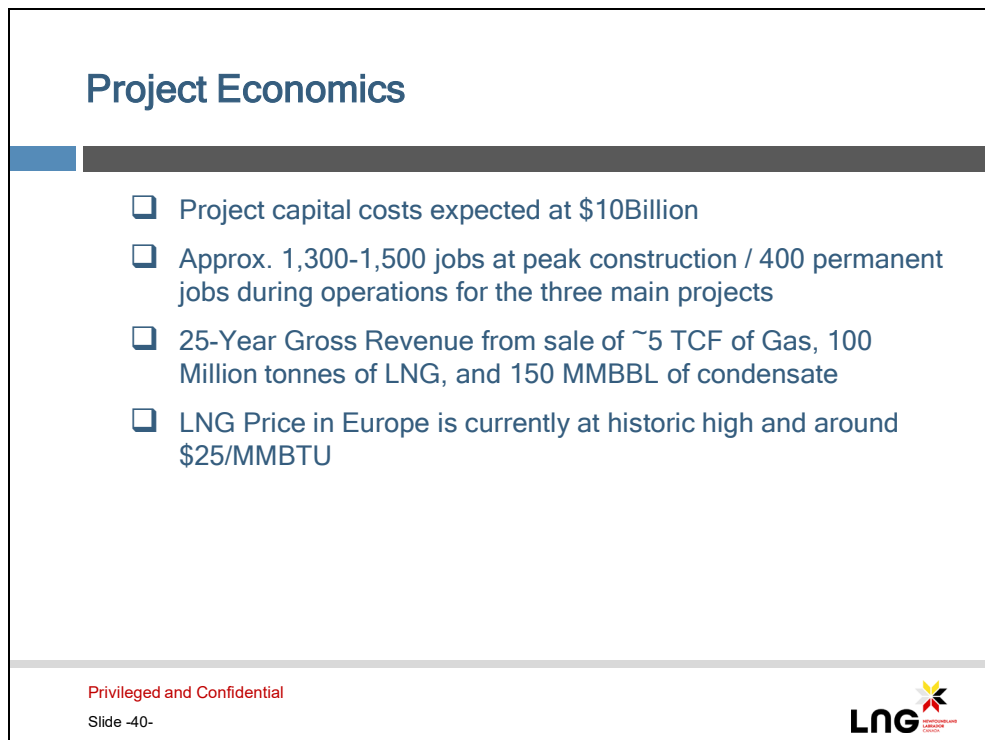 Project Economics
❑ Project capital costs expected at $10Billion
❑ Approx. 1,300-1,500 jobs at peak construction / 400 permanent
jobs during operations for the three main projects
❑ 25-Year Gross Revenue from sale of ~5 TCF of Gas, 100
Million tonnes of LNG, and 150 MMBBL of condensate
❑ LNG Price in Europe is currently at historic high and around
$25/MMBTU
Privileged and Confidential
Slide -40-
LNG
NEWFOUNDLAND
LABRADOR
CANADA